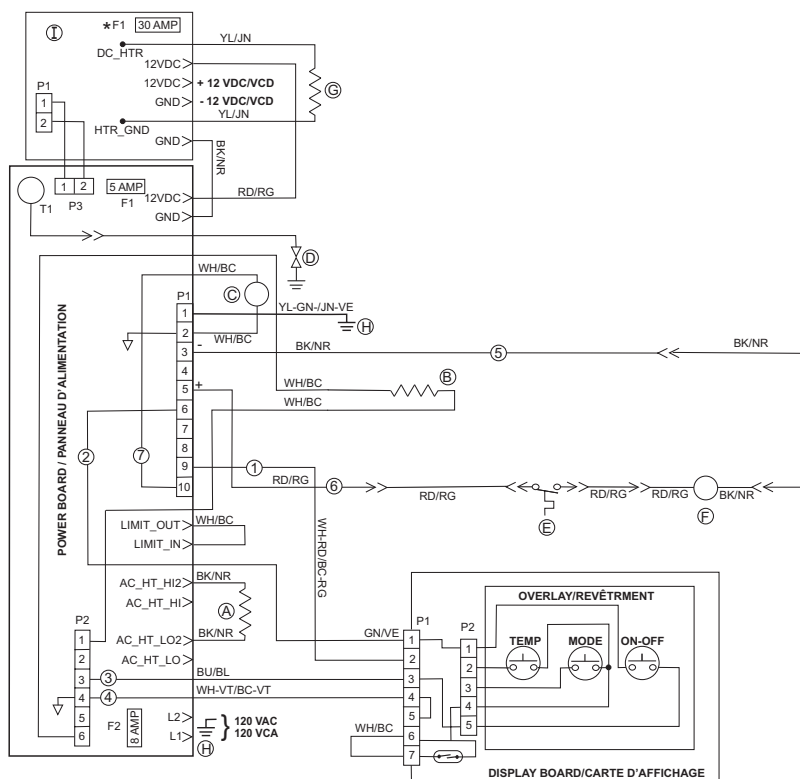 I
*F1 30 AMP
DC_HTR
YL/JN
12VDC
12VDC + 12 VDC/VCD
GND - 12 VDC/VCD
G
P1
1
2
HTR_GND
YL/JN
GND
BK/NR
T1
1 2
P3
5 AMP
F1
12VDC
RD/RG
GND
D
WH/BC
C
P1
YL-GN-/JN-VE
H
WH/BC
1
2
3 -
4
5 +
6
7
8
9
10
BK/NR
5
BK/NR
WH/BC
B
WH/BC
POWER BOARD / PANNEAU D'ALIMENTATION
2
7
1
RD/RG
6
RD/RG
E
RD/RG
RD/RG
F
BK/NR
LIMIT_OUT
WH/BC
LIMIT_IN
WH-RD/BC-RG
AC_HT_HI2
BK/NR
AC_HT_HI
A
AC_HT_LO2
BK/NR
AC_HT_LO
P2
1
2
3
4
5
6
3
BU/BL
4
WH-VT/BC-VT
F2
8 AMP
L2
L1
H
120 VAC
120 VCA
GN/VE
P1
1
2
3
4
5
6
7
WH/BC
P2
1
2
3
4
5
OVERLAY/REVÊTRMENT
TEMP
MODE
ON-OFF
DISPLAY BOARD/CARTE D'AFFICHAGE